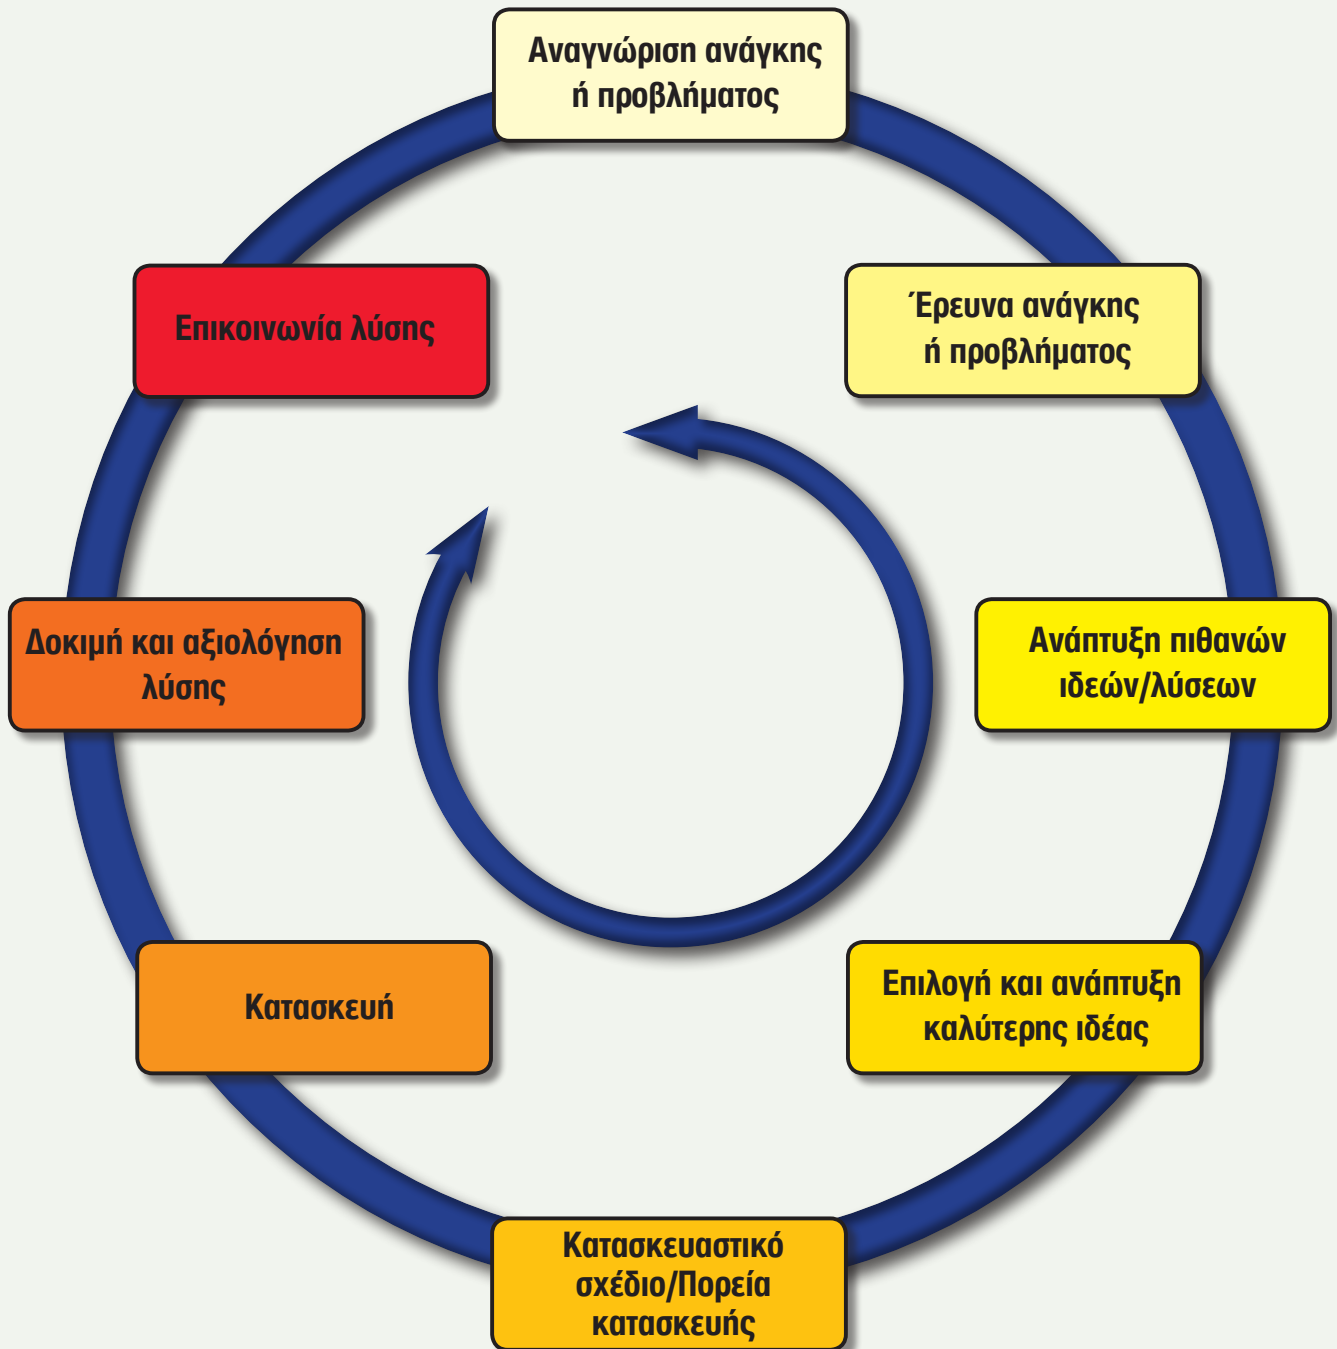 Αναγνώριση ανάγκης
ή προβλήματος
Έρευνα ανάγκης
ή προβλήματος
Ανάπτυξη πιθανών
ιδεών/λύσεων
Επιλογή και ανάπτυξη
καλύτερης ιδέας
Κατασκευαστικό
σχέδιο/Πορεία
κατασκευής
Κατασκευή
Δοκιμή και αξιολόγηση
λύσης
Επικοινωνία λύσης